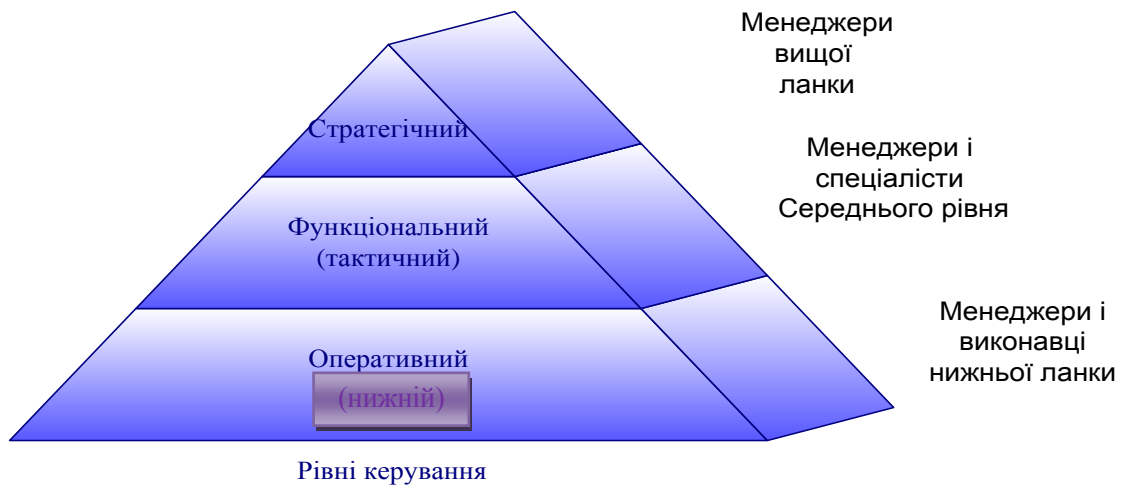 Менеджери
вищої
ланки
Стратегічний
Менеджери і
спеціалісти
Середнього рівня
Функціональний
(тактичний)
Менеджери і
виконавці
нижньої ланки
Оперативний
(нижній)
Рівні керування